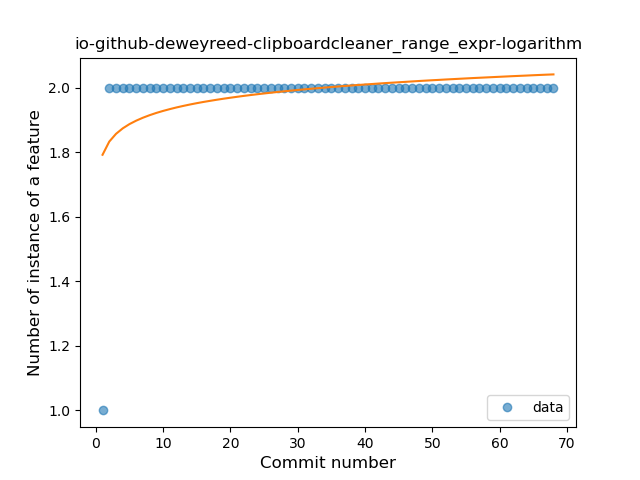 io-github-deweyreed-clipboardcleaner_range_expr-logarithm
Number of instance of a feature
2.0
1.8
1.6
1.4
1.2
1.0
data
0 10 20 30 40 50 60 70
Commit number